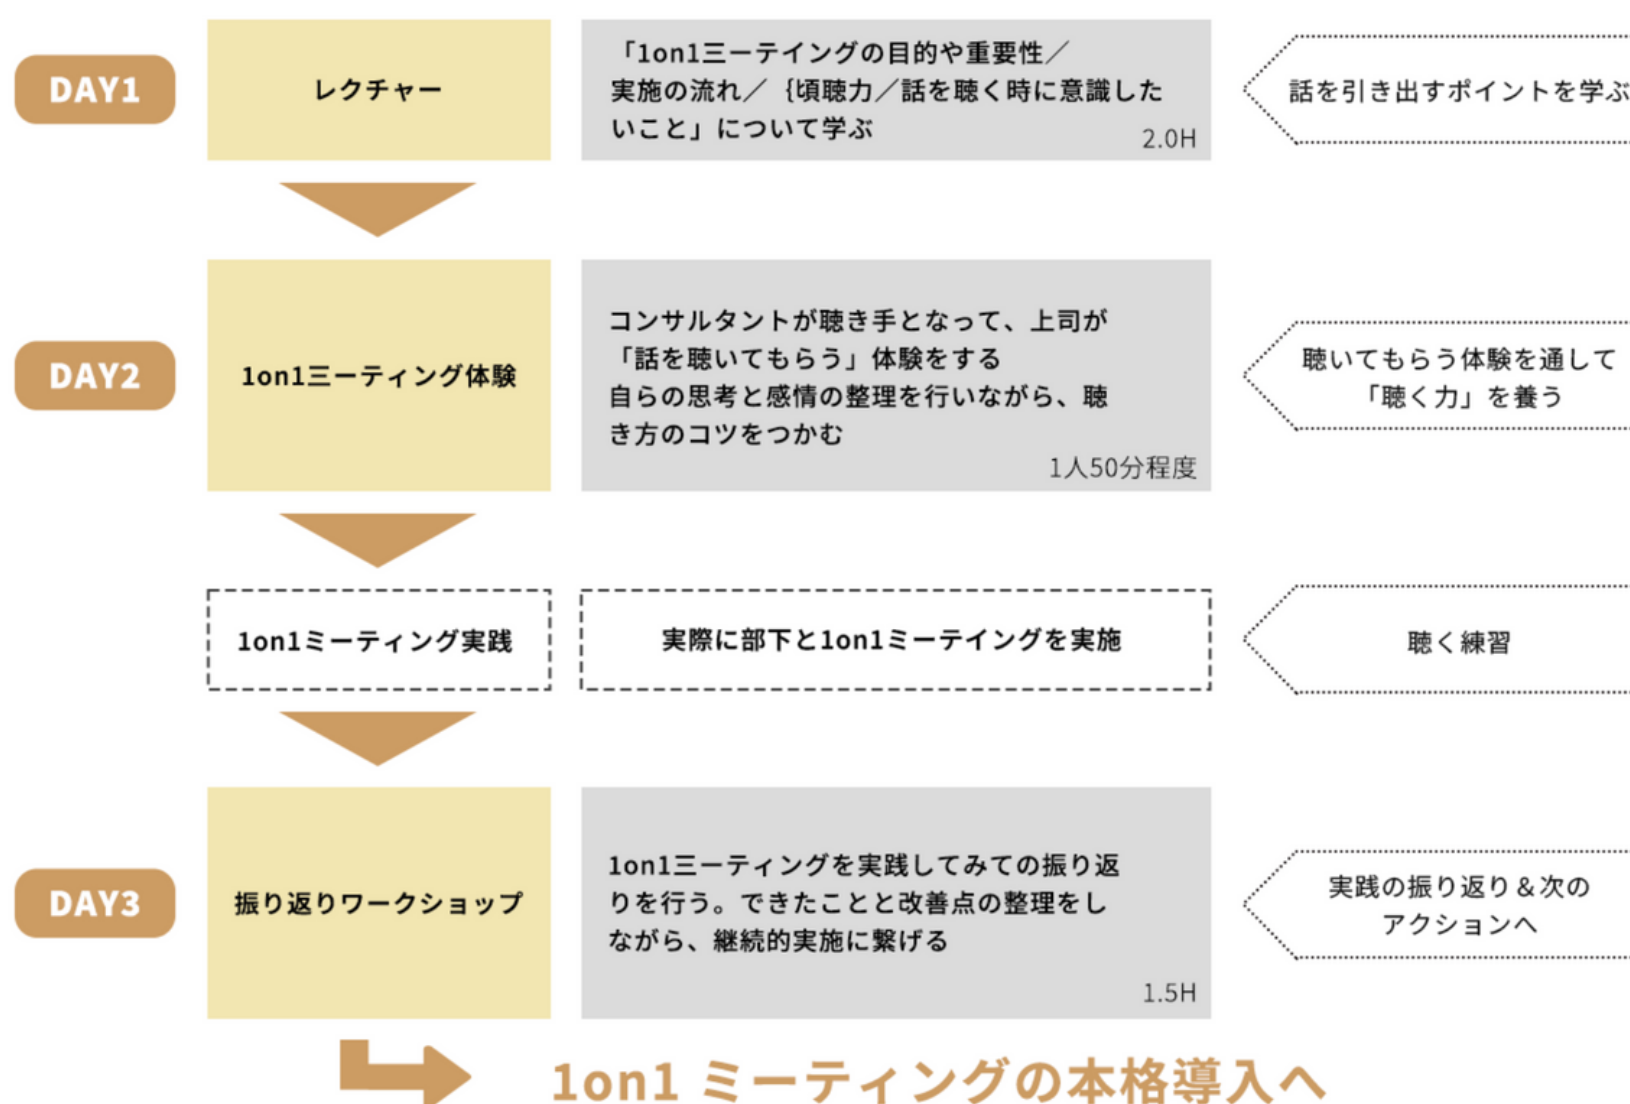 DAY1
レクチャー
「1on1三ーテイングの目的や重要性／
実施の流れ／｛頃聴力／話を聴く時に意識した
いこと」について学ぶ
2.0H
話を引き出すポイントを学ぶ
DAY2
1on1三ーティング体験
コンサルタントが聴き手となって、上司が
「話を聴いてもらう」体験をする
自らの思考と感情の整理を行いながら、聴
き方のコツをつかむ
1人50分程度
聴いてもらう体験を通して
「聴く力」を養う
1on1ミーティング実践
実際に部下と1on1ミーテイングを実施
聴く練習
DAY3
振り返りワークショップ
1on1三ーティングを実践してみての振り返
りを行う。できたことと改善点の整理をし
ながら、継続的実施に繋げる
1.5H
実践の振り返り＆次の
アクションへ
1on1 ミーティングの本格導入へ